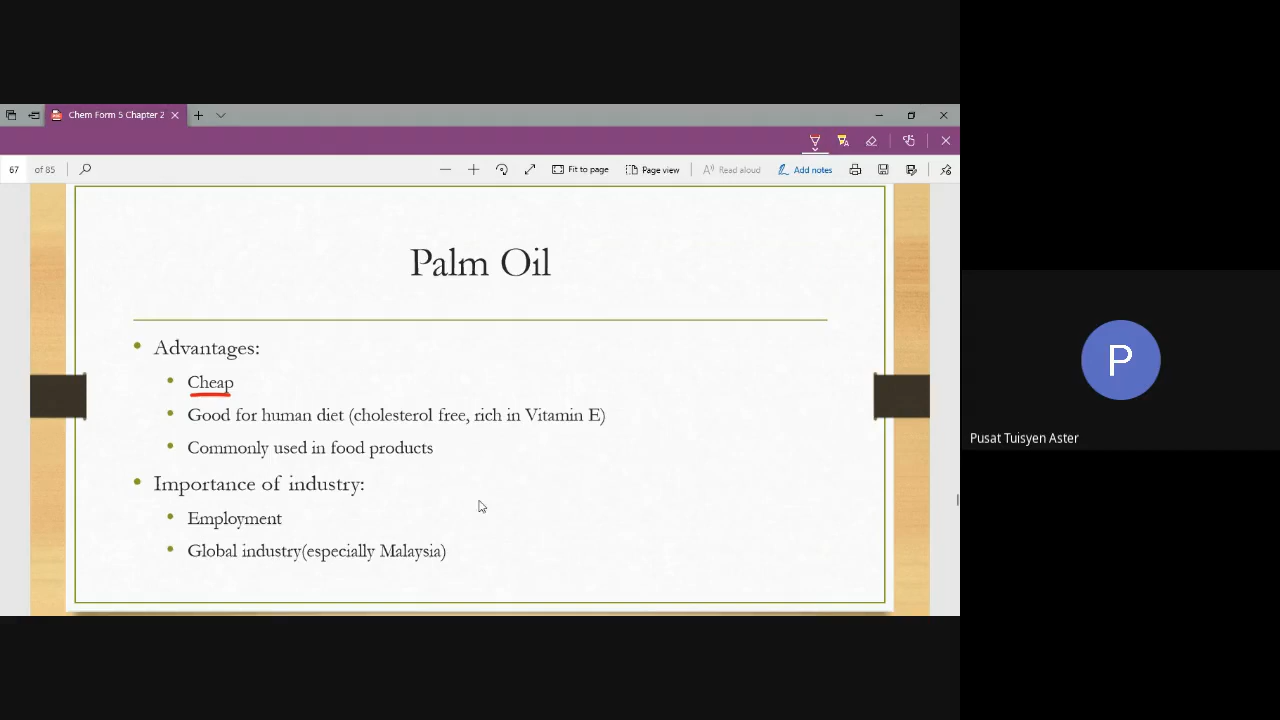 Chem Form 5 Chapter 2
67 of 85
Fit to page
Page view
Read aloud
Add notes
Palm Oil
Advantages:
Cheap
Good for human diet (cholesterol free, rich in Vitamin E)
Commonly used in food products
Importance of industry:
Employment
Global industry(especially Malaysia)
P
Pusat Tuisyen Aster